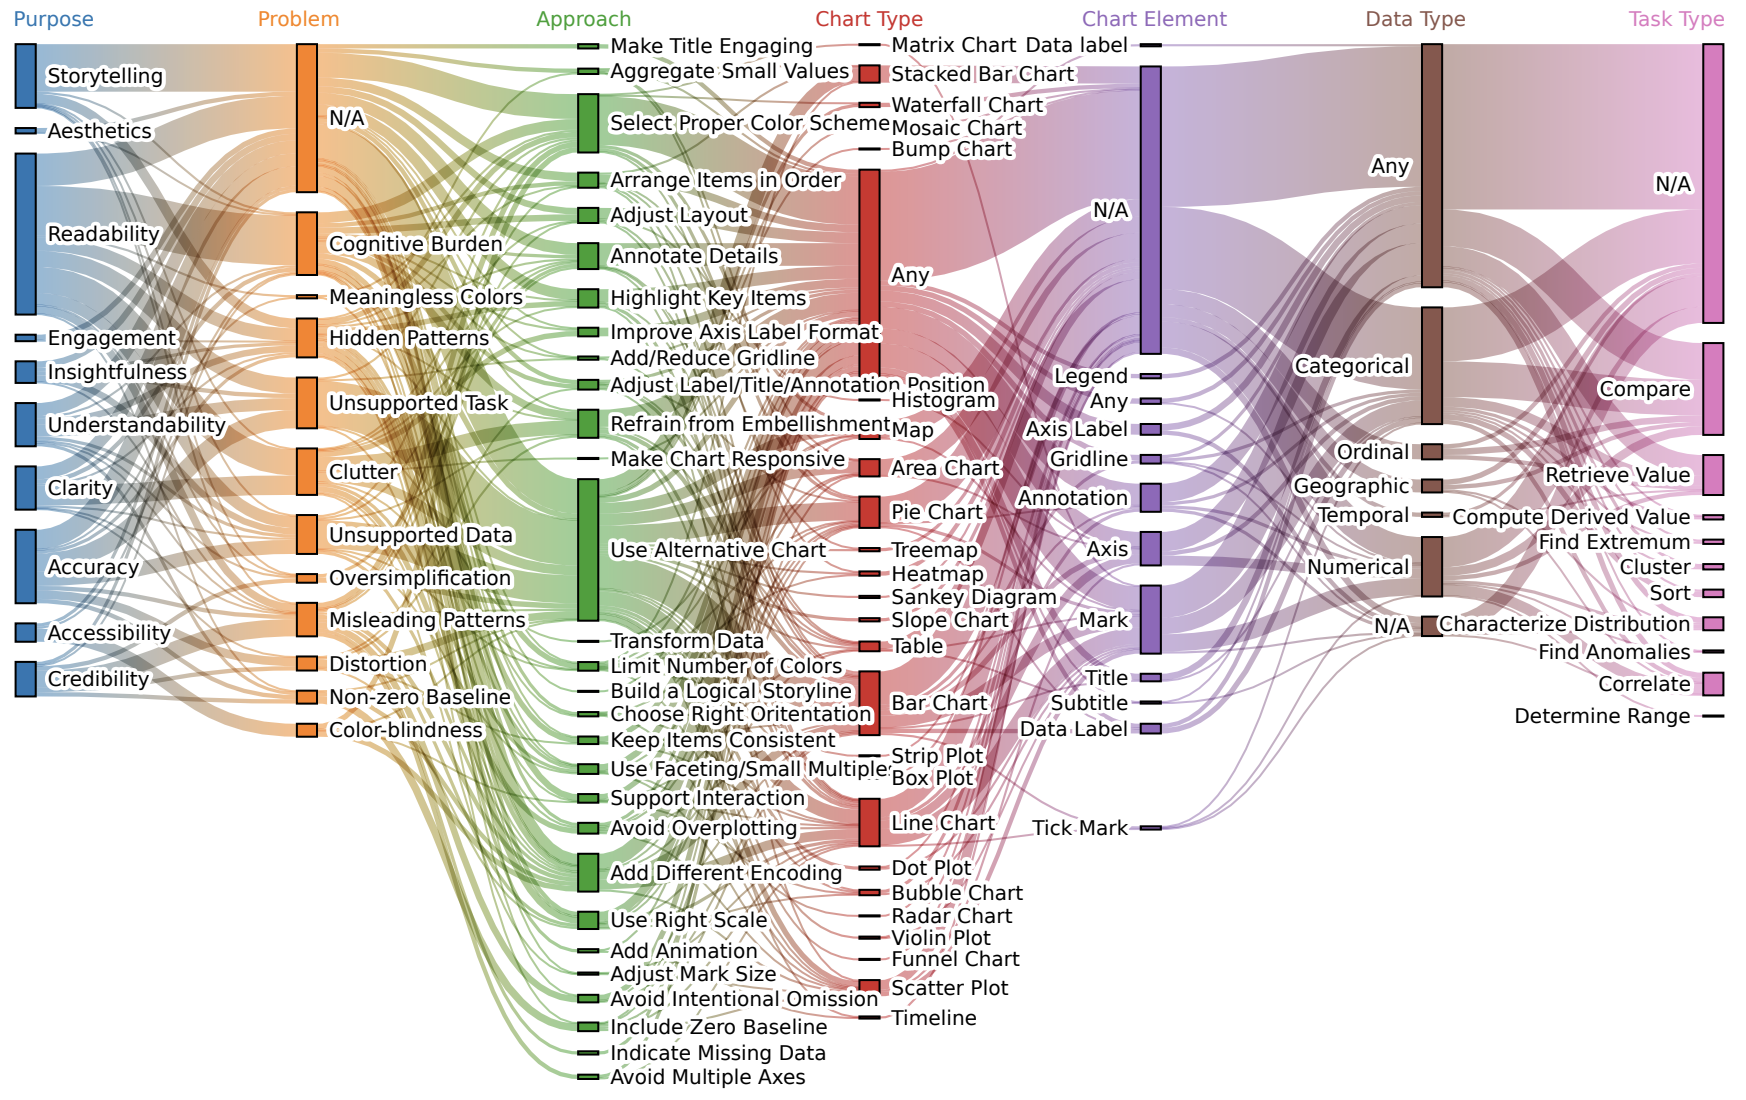 Purpose
Problem
Approach
Chart Type
Chart Element
Data Type
Task Type
Storytelling
Aesthetics
Readability
Engagement
Insightfulness
Understandability
Clarity
Accuracy
Accessibility
Credibility
N/A
Cognitive Burden
Meaningless Colors
Hidden Patterns
Unsupported Task
Clutter
Unsupported Data
Oversimplification
Misleading Patterns
Distortion
Non-zero Baseline
Color-blindness
Make Title Engaging
Aggregate Small Values
Select Proper Color Scheme
Arrange Items in Order
Adjust Layout
Annotate Details
Highlight Key Items
Improve Axis Label Format
Add/Reduce Gridline
Adjust Label/Title/Annotation Position
Refrain from Embellishment
Make Chart Responsive
Use Alternative Chart
Transform Data
Limit Number of Colors
Build a Logical Storyline
Choose Right Oritentation
Keep Items Consistent
Use Faceting/Small Multiples
Support Interaction
Avoid Overplotting
Add Different Encoding
Use Right Scale
Add Animation
Adjust Mark Size
Avoid Intentional Omission
Include Zero Baseline
Indicate Missing Data
Avoid Multiple Axes
Matrix Chart
Stacked Bar Chart
Waterfall Chart
Mosaic Chart
Bump Chart
Any
Histogram
Map
Area Chart
Pie Chart
Treemap
Heatmap
Sankey Diagram
Slope Chart
Table
Bar Chart
Strip Plot
Box Plot
Line Chart
Dot Plot
Bubble Chart
Radar Chart
Violin Plot
Funnel Chart
Scatter Plot
Timeline
Data label
N/A
Legend
Any
Axis Label
Gridline
Annotation
Axis
Mark
Title
Subtitle
Data Label
Tick Mark
Any
Categorical
Ordinal
Geographic
Temporal
Numerical
N/A
N/A
Compare
Retrieve Value
Compute Derived Value
Find Extremum
Cluster
Sort
Characterize Distribution
Find Anomalies
Correlate
Determine Range